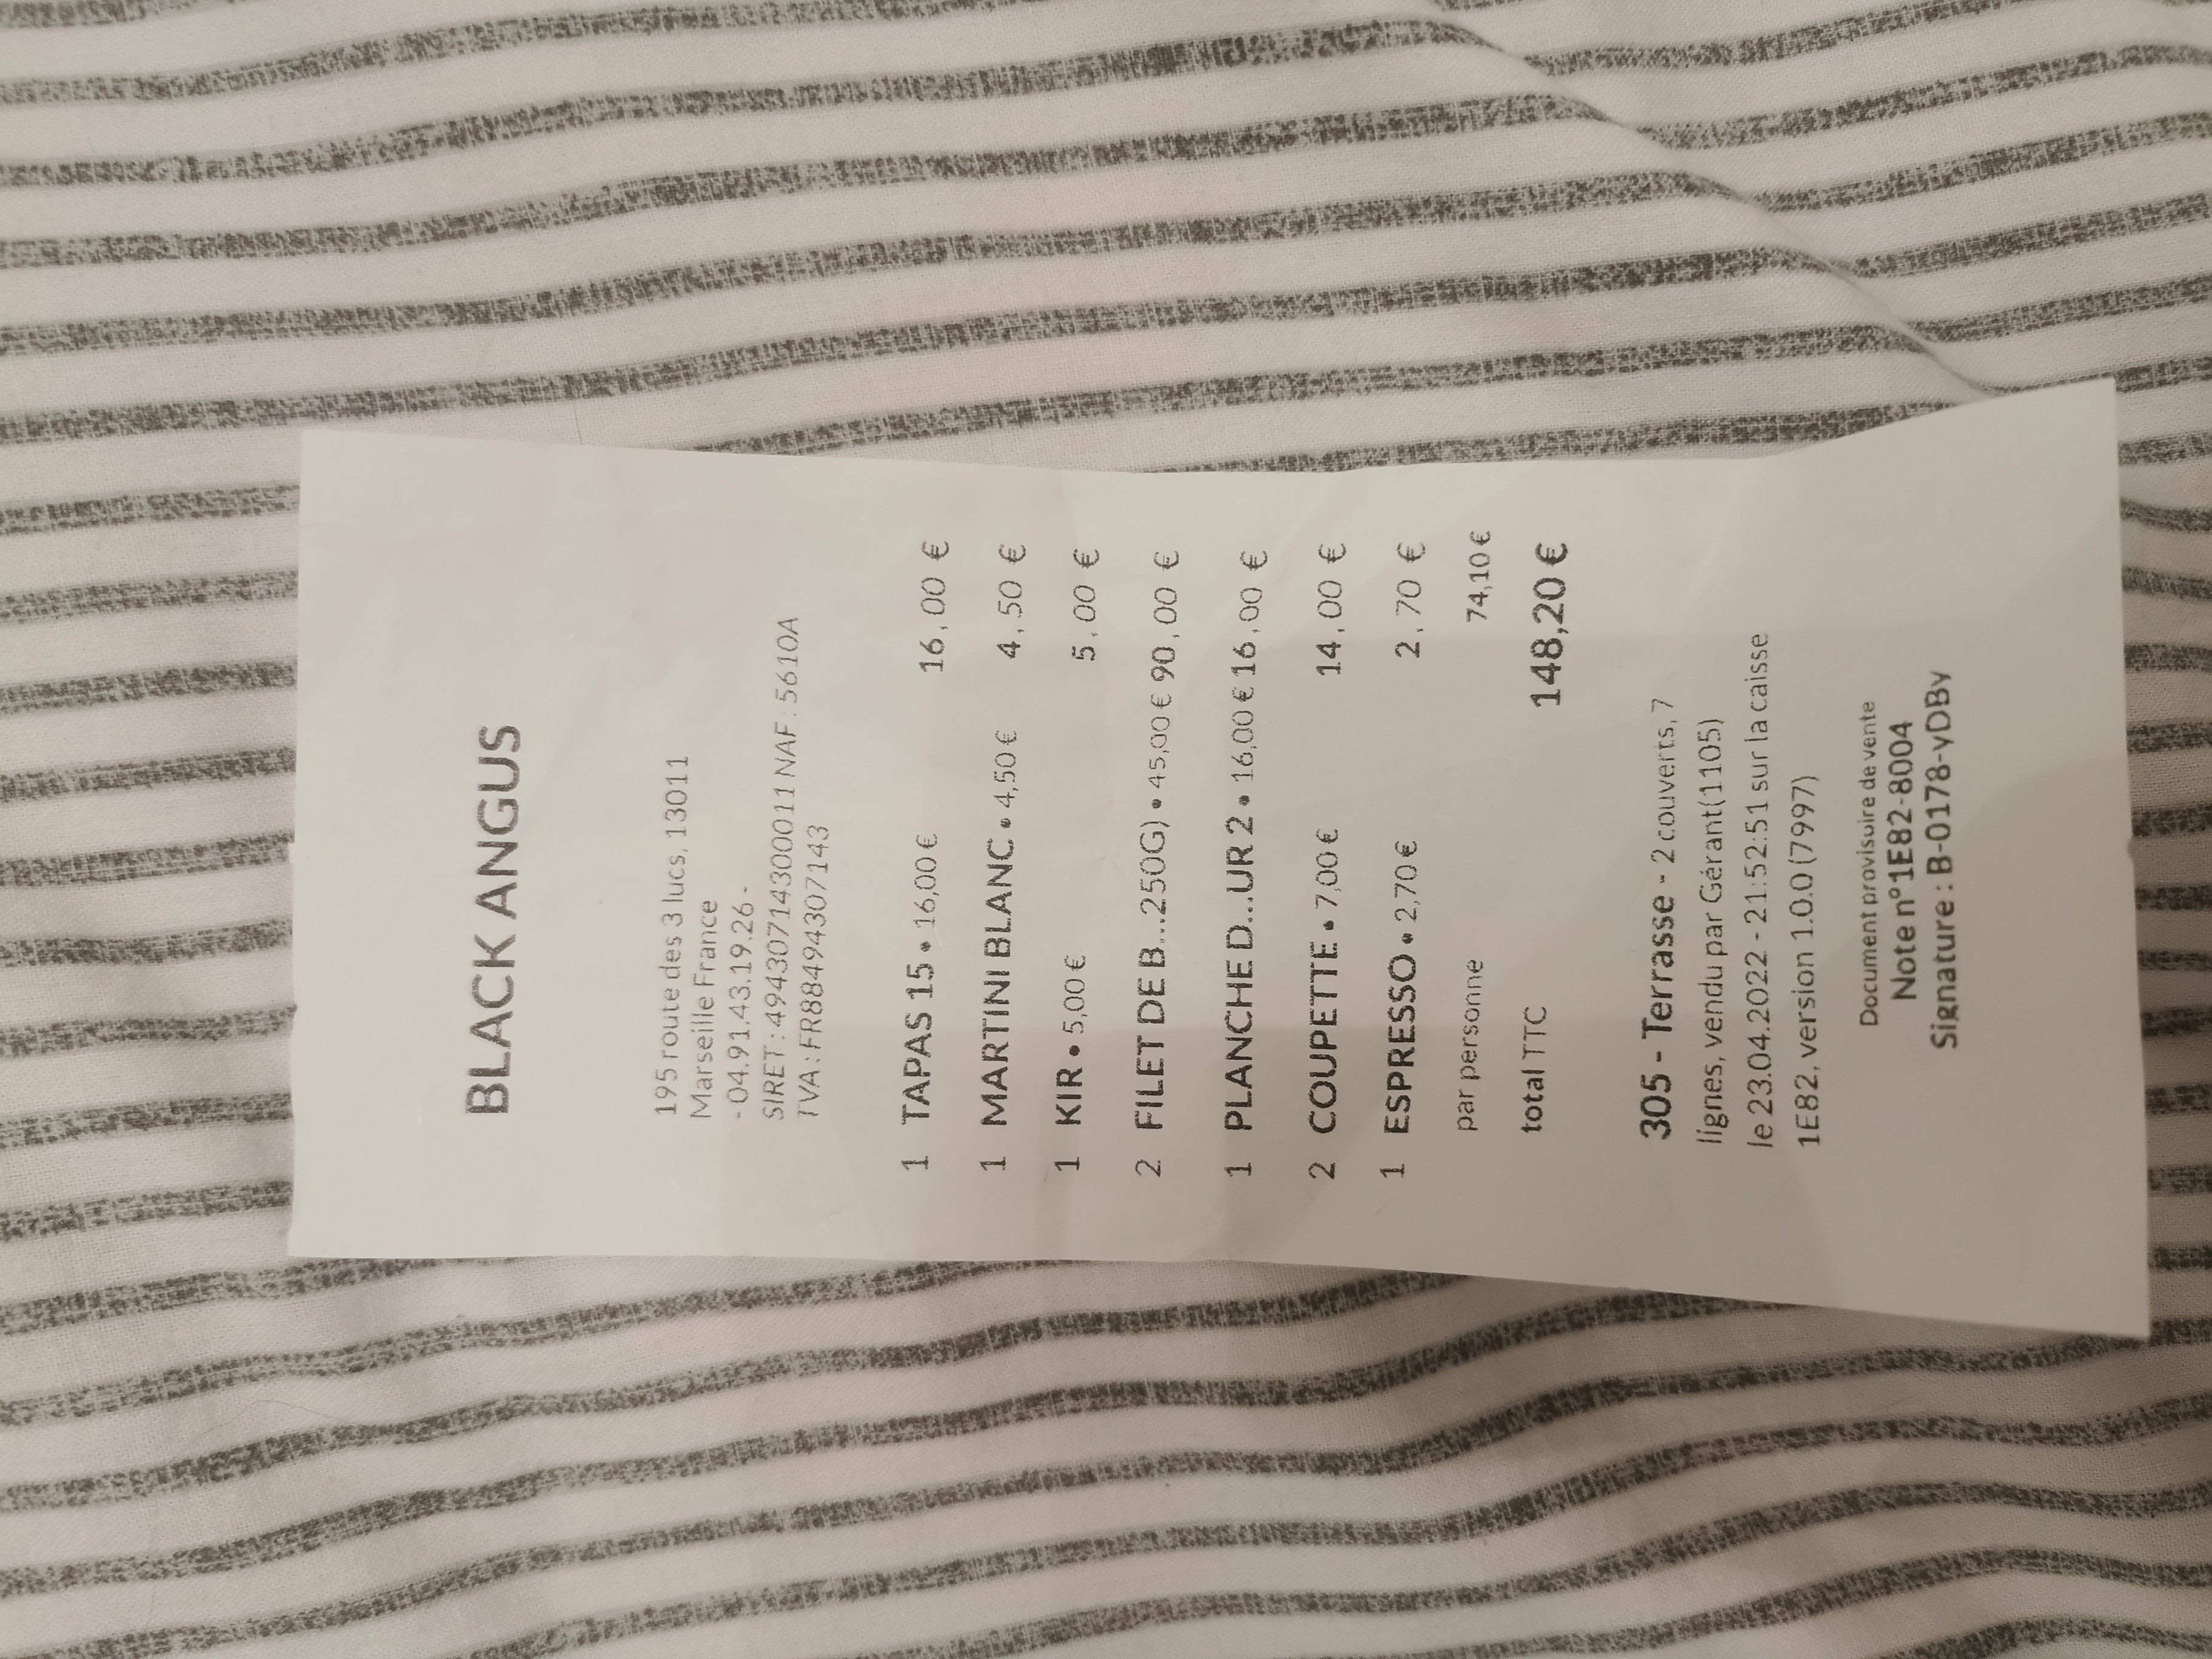 BLACK ANGUS
195 route des 3 lucs, 13011
Marseille France
- 04.91.43.19.26 -
SIRET : 49430714300011 NAF : 5610A
TVA : FR88494307143
1 TAPAS 15 • 16,00 € 16,00 €
1 MARTINI BLANC • 4,50 € 4,50 €
1 KIR • 5,00 € 5,00 €
2 FILET DE B...250G) • 45,00 € 90,00 €
1 PLANCHE D...UR 2 • 16,00 € 16,00 €
2 COUPETTE • 7,00 € 14,00 €
1 ESPRESSO • 2,70 € 2,70 €
par personne 74,10 €
total TTC 148,20 €
305 - Terrasse - 2 couverts, 7
lignes, vendu par Gérant(1105)
le 23.04.2022 - 21:52:51 sur la caisse
1E82, version 1.0.0 (7997)
Document provisoire de vente
Note n°1E82-8004
Signature : B-0178-yDBy